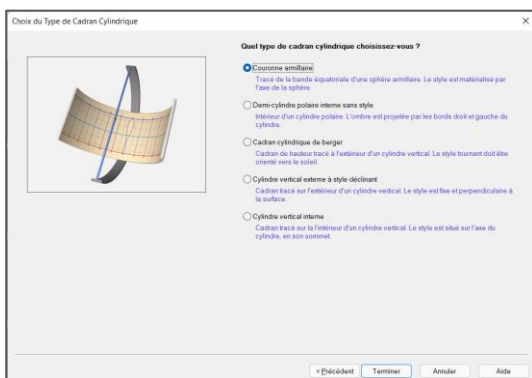 Choix du Type de Cadran Cylindrique
Quel type de cadran cylindrique choisissez-vous ?
Couronne armillaire
Tracé de la bande équatoriale d'une sphère armillaire. Le style est matérialisé par
l'axe de la sphère.
Demi-cylindre polaire interne sans style
Intérieur d'un cylindre polaire. L'ombre est projetée par les bords droit et gauche du
cylindre.
Cadran cylindrique de berger
Cadran de hauteur tracé à l'extérieur d'un cylindre vertical. Le style tournant doit être
orienté vers le soleil.
Cylindre vertical externe à style déclinant
Cadran tracé sur l'extérieur d'un cylindre vertical. Le style est fixe et perpendiculaire à
la surface.
Cylindre vertical interne
Cadran tracé sur la l'intérieur d'un cylindre vertical. Le style est situé sur l'axe du
cylindre, en son sommet.
< Précédent Terminer Annuler Aide